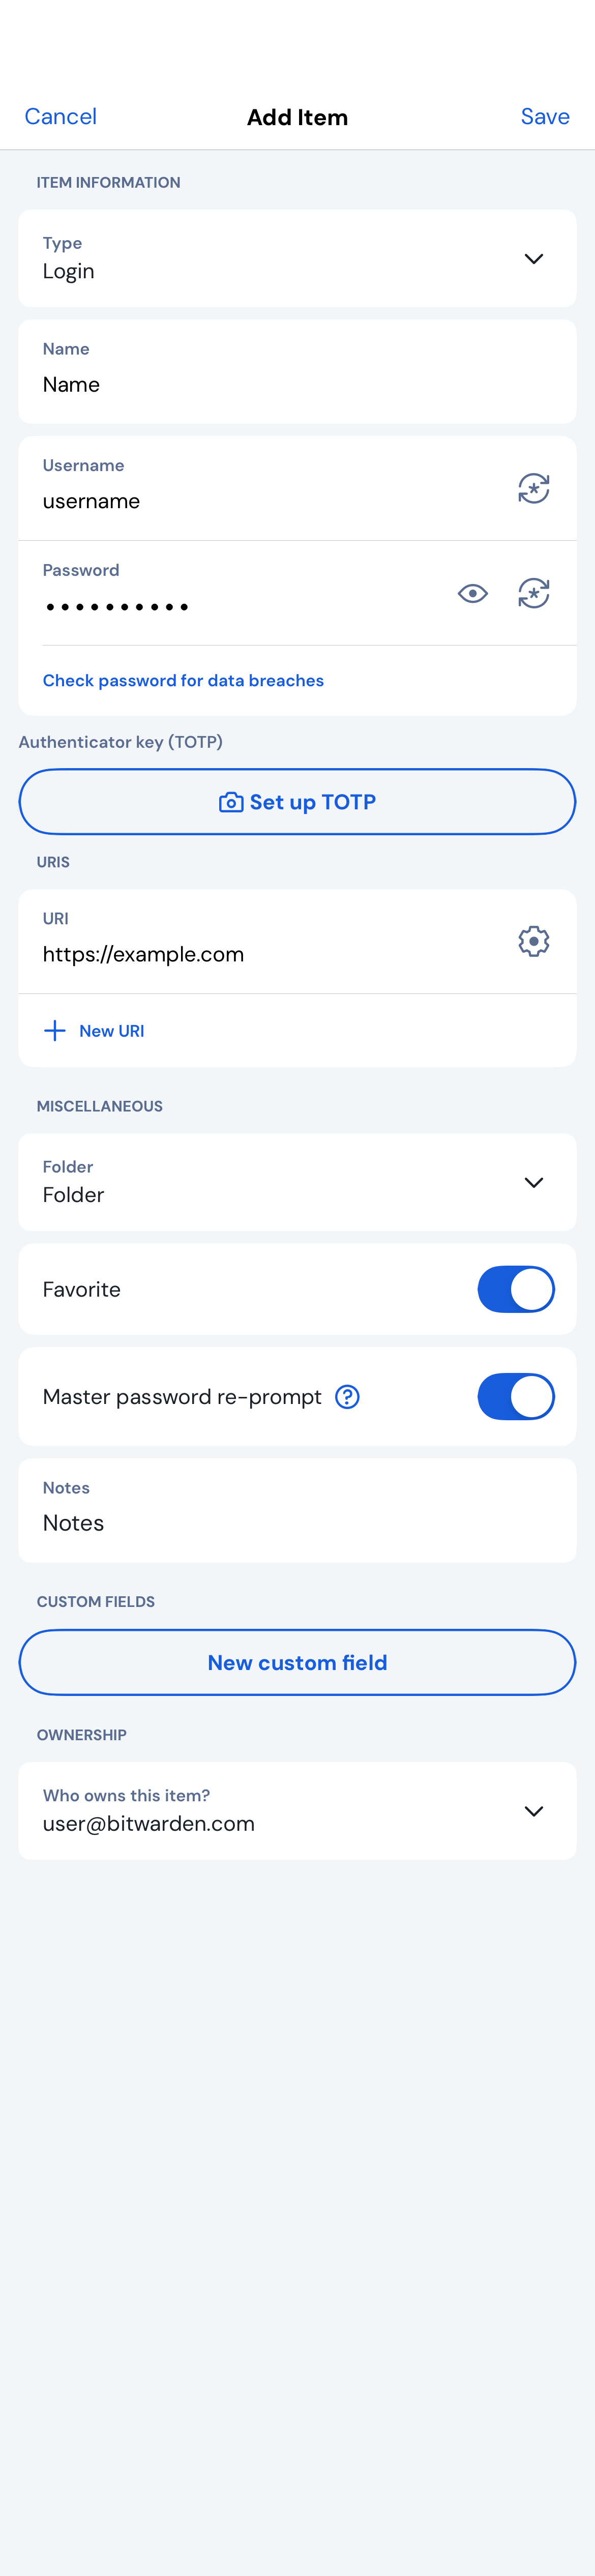 Cancel
Add Item
Save
ITEM INFORMATION
Type
Login
Name
Name
Username
username
Password
••••••••••
Check password for data breaches
Authenticator key (TOTP)
Set up TOTP
URIS
URI
https://example.com
New URI
MISCELLANEOUS
Folder
Folder
Favorite
Master password re-prompt
Notes
Notes
CUSTOM FIELDS
New custom field
OWNERSHIP
Who owns this item?
user@bitwarden.com